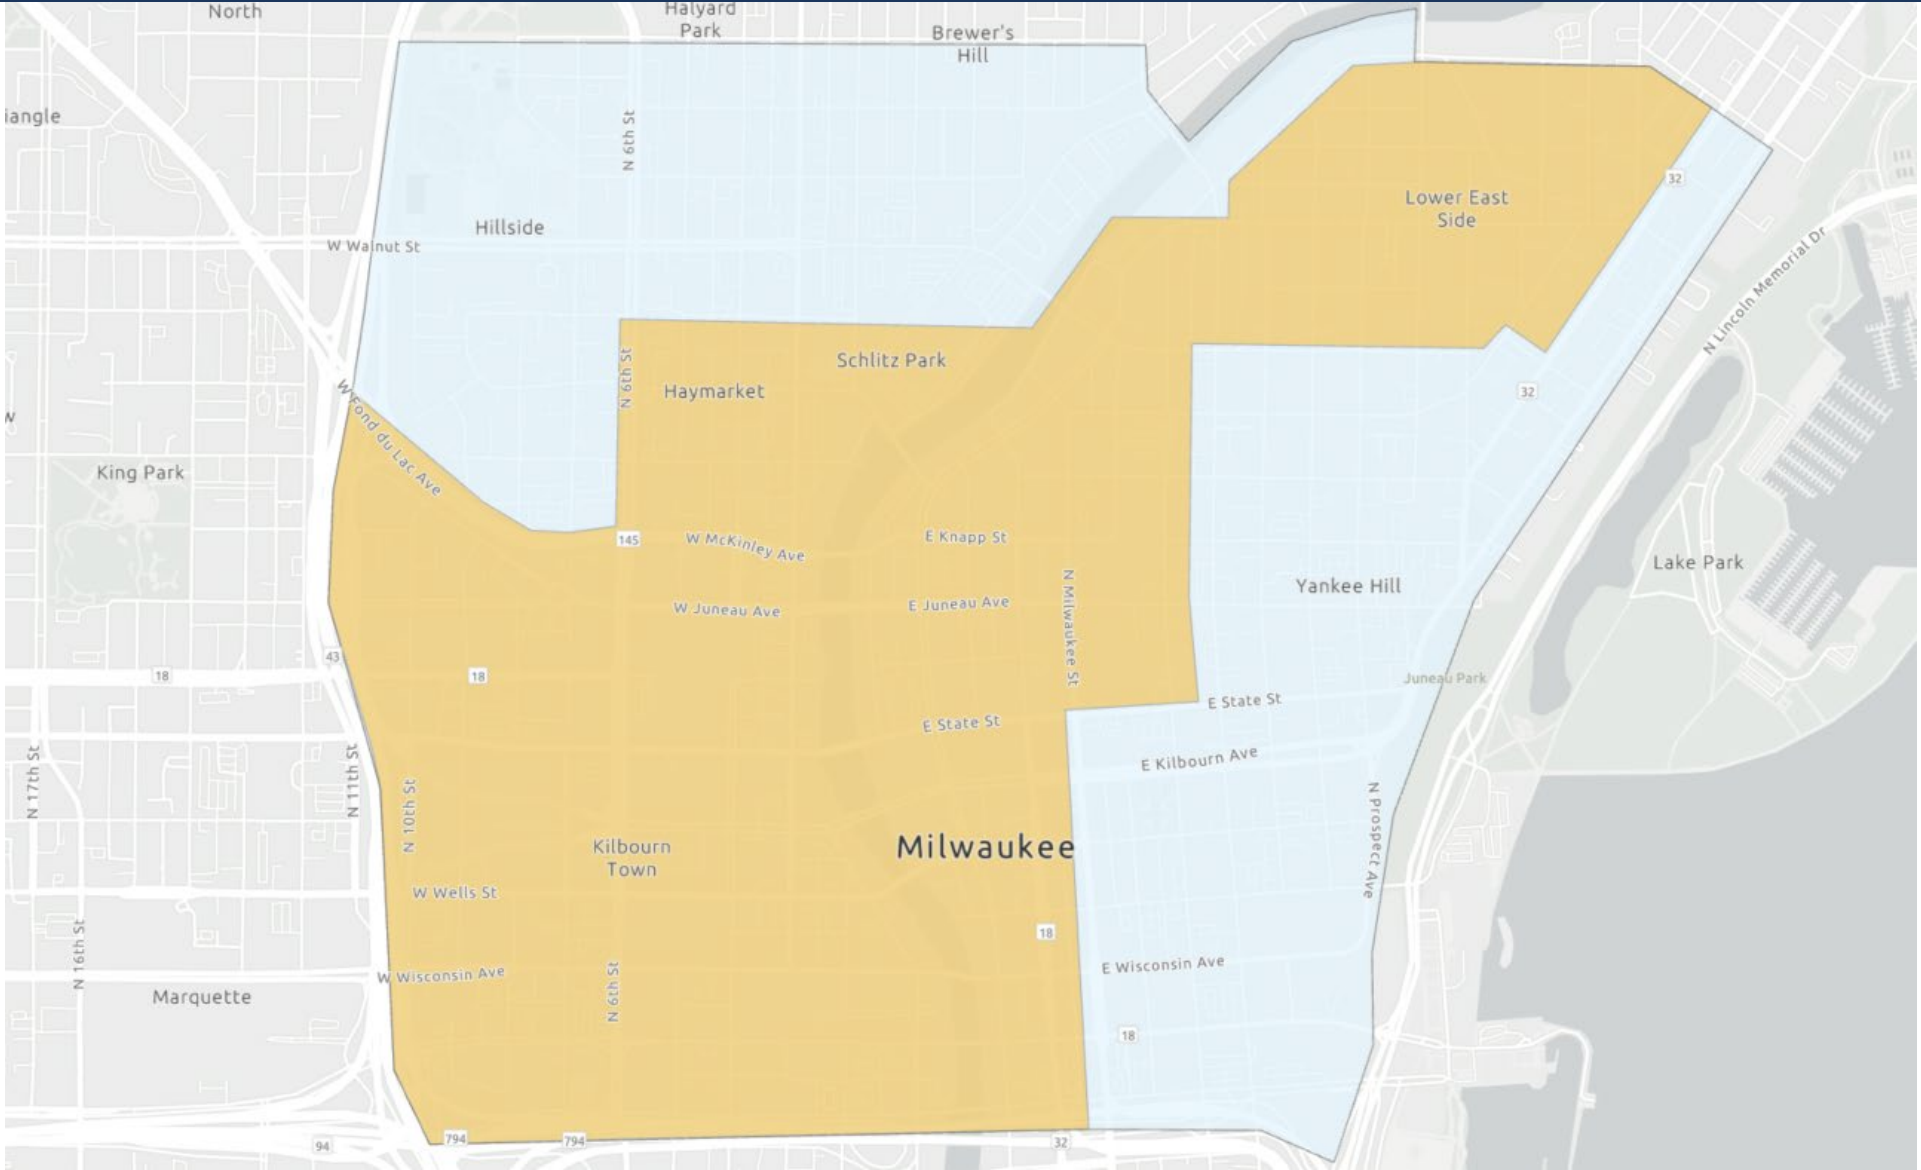 North
Halyard
Park
Brewer's
Hill
iangle
N 6th St
32
Lower East
Side
Hillside
W Walnut St
N Lincoln Memorial Dr
Schlitz Park
N 6th St
Haymarket
32
W Fond du Lac Ave
W
King Park
145
W McKinley Ave
E Knapp St
Lake Park
Yankee Hill
W Juneau Ave
E Juneau Ave
N Milwaukee St
43
18
18
Juneau Park
E State St
E State St
E Kilbourn Ave
N 17th St
N 11th St
N 10th St
N Prospect Ave
Kilbourn
Town
Milwaukee
W Wells St
18
N 16th St
W Wisconsin Ave
N 6th St
E Wisconsin Ave
Marquette
18
94
794
794
32